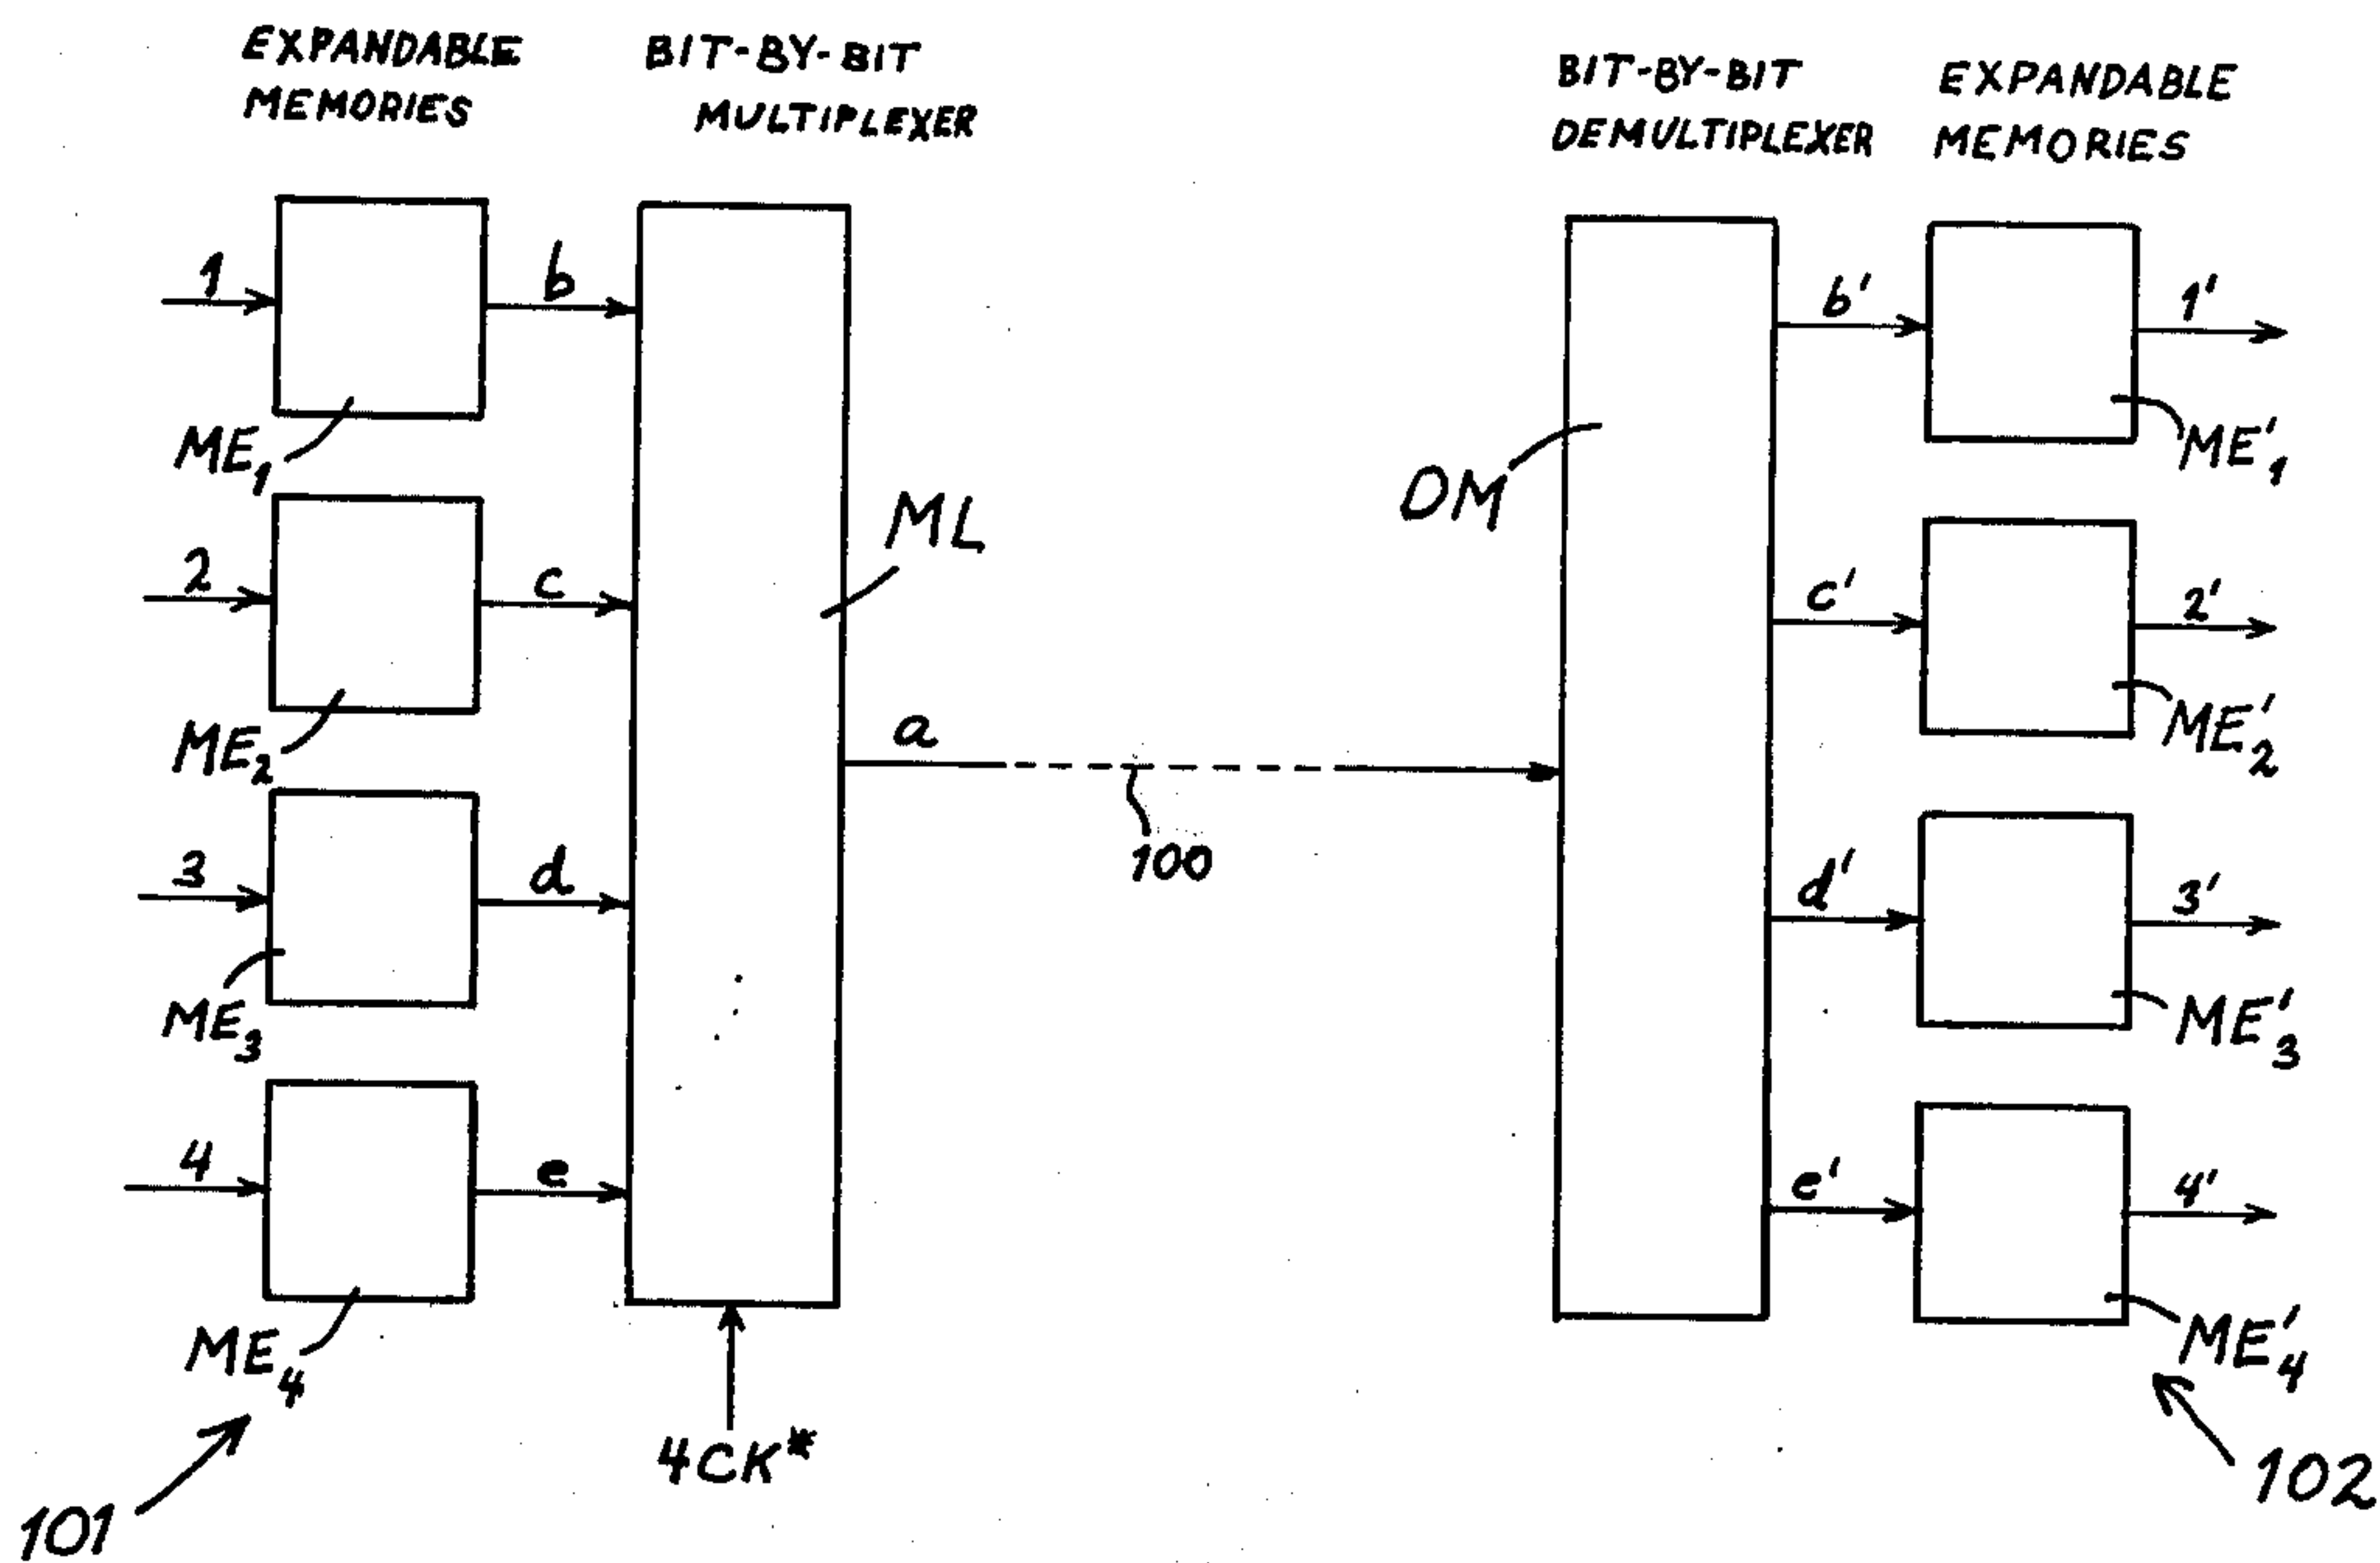 EXPANDABLE
MEMORIES
BIT-BY-BIT
MULTIPLEXER
BIT-BY-BIT
DEMULTIPLEXER
EXPANDABLE
MEMORIES
1
b
ME₁
2
c
ME₂
3
d
ME₃
4
e
ME₄
101
ML
a
100
4CK*
DM
b'
1'
ME'₁
c'
2'
ME'₂
d'
3'
ME'₃
e'
4'
ME'₄
102